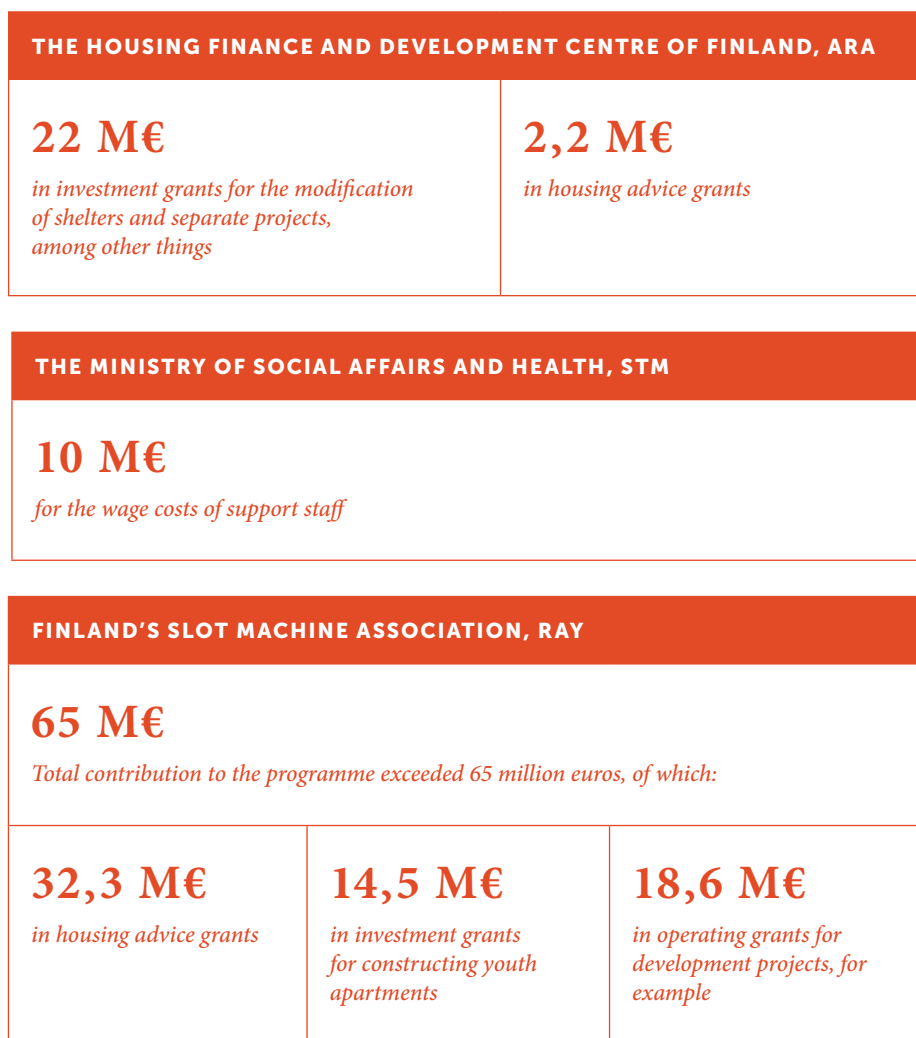 THE HOUSING FINANCE AND DEVELOPMENT CENTRE OF FINLAND, ARA
22 M€
in investment grants for the modification
of shelters and separate projects,
among other things
2,2 M€
in housing advice grants
THE MINISTRY OF SOCIAL AFFAIRS AND HEALTH, STM
10 M€
for the wage costs of support staff
FINLAND’S SLOT MACHINE ASSOCIATION, RAY
65 M€
Total contribution to the programme exceeded 65 million euros, of which:
32,3 M€
in housing advice grants
14,5 M€
in investment grants
for constructing youth
apartments
18,6 M€
in operating grants for
development projects, for
example